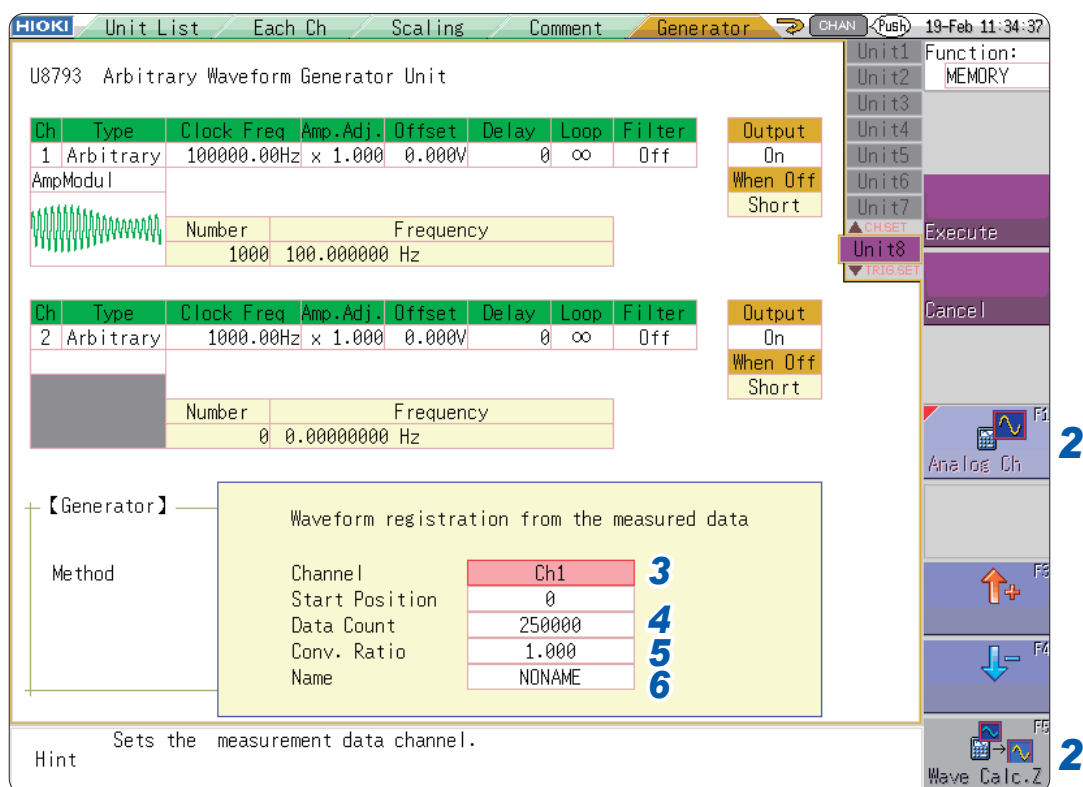 HIOKI Unit List Each Ch Scaling Comment Generator CHAN Push 19-Feb 11:34:37
Unit1 Function:
U8793 Arbitrary Waveform Generator Unit Unit2 MEMORY
Unit3
Ch Type Clock Freq Amp.Adj. Offset Delay Loop Filter Output Unit4
1 Arbitrary 100000.00Hz x 1.000 0.000V 0 ∞ Off On Unit5
AmpModul When Off Unit6
Short Unit7
Number Frequency ▲CH.SET Execute
1000 100.000000 Hz Unit8
▼TRIG.SET
Ch Type Clock Freq Amp.Adj. Offset Delay Loop Filter Output Cancel
2 Arbitrary 1000.00Hz x 1.000 0.000V 0 ∞ Off On
When Off
Short
Number Frequency F1
0 0.00000000 Hz 2
Analog Ch
【Generator】
Waveform registration from the measured data
Method Channel Ch1 3 F3
Start Position 0
Data Count 250000 4
Conv. Ratio 1.000 5 F4
Name NONAME 6
Sets the measurement data channel. F5
Hint 2
Wave Calc.Z